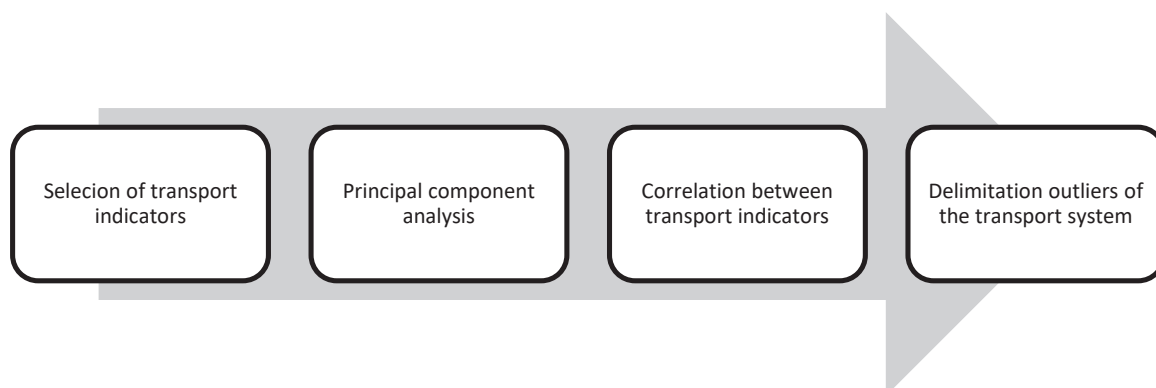 Selecion of transport
indicators
Principal component
analysis
Correlation between
transport indicators
Delimitation outliers of
the transport system